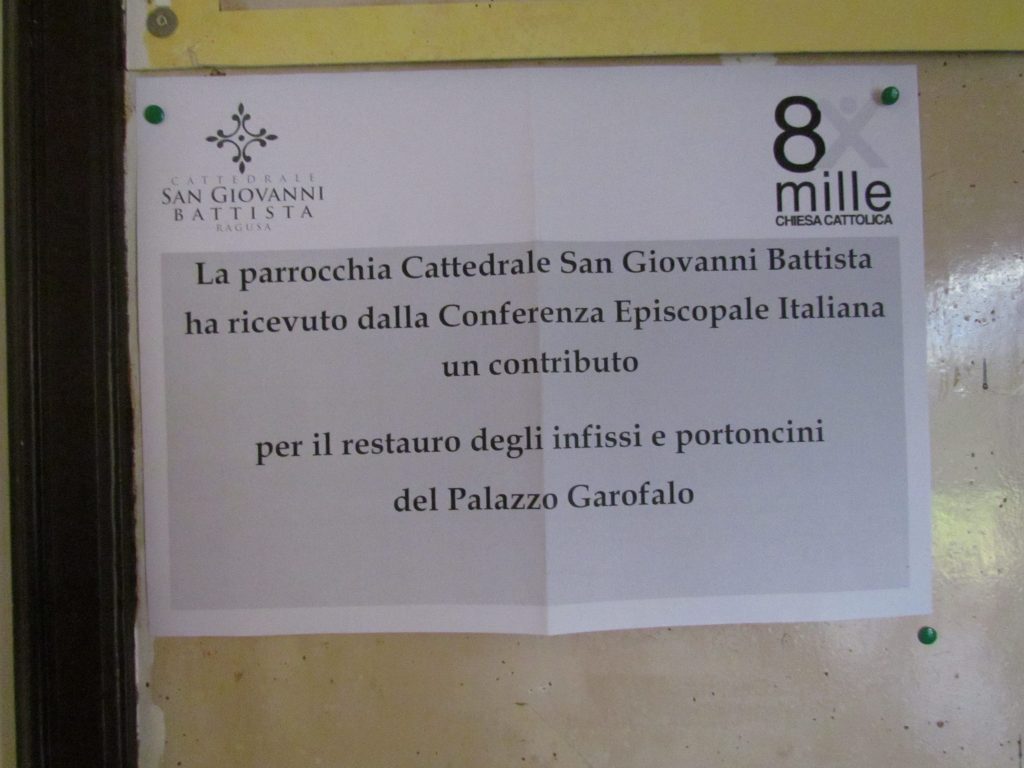 CATTEDRALE
SAN GIOVANNI
BATTISTA
RAGUSA
8X
mille
CHIESA CATTOLICA
La parrocchia Cattedrale San Giovanni Battista
ha ricevuto dalla Conferenza Episcopale Italiana
un contributo
per il restauro degli infissi e portoncini
del Palazzo Garofalo